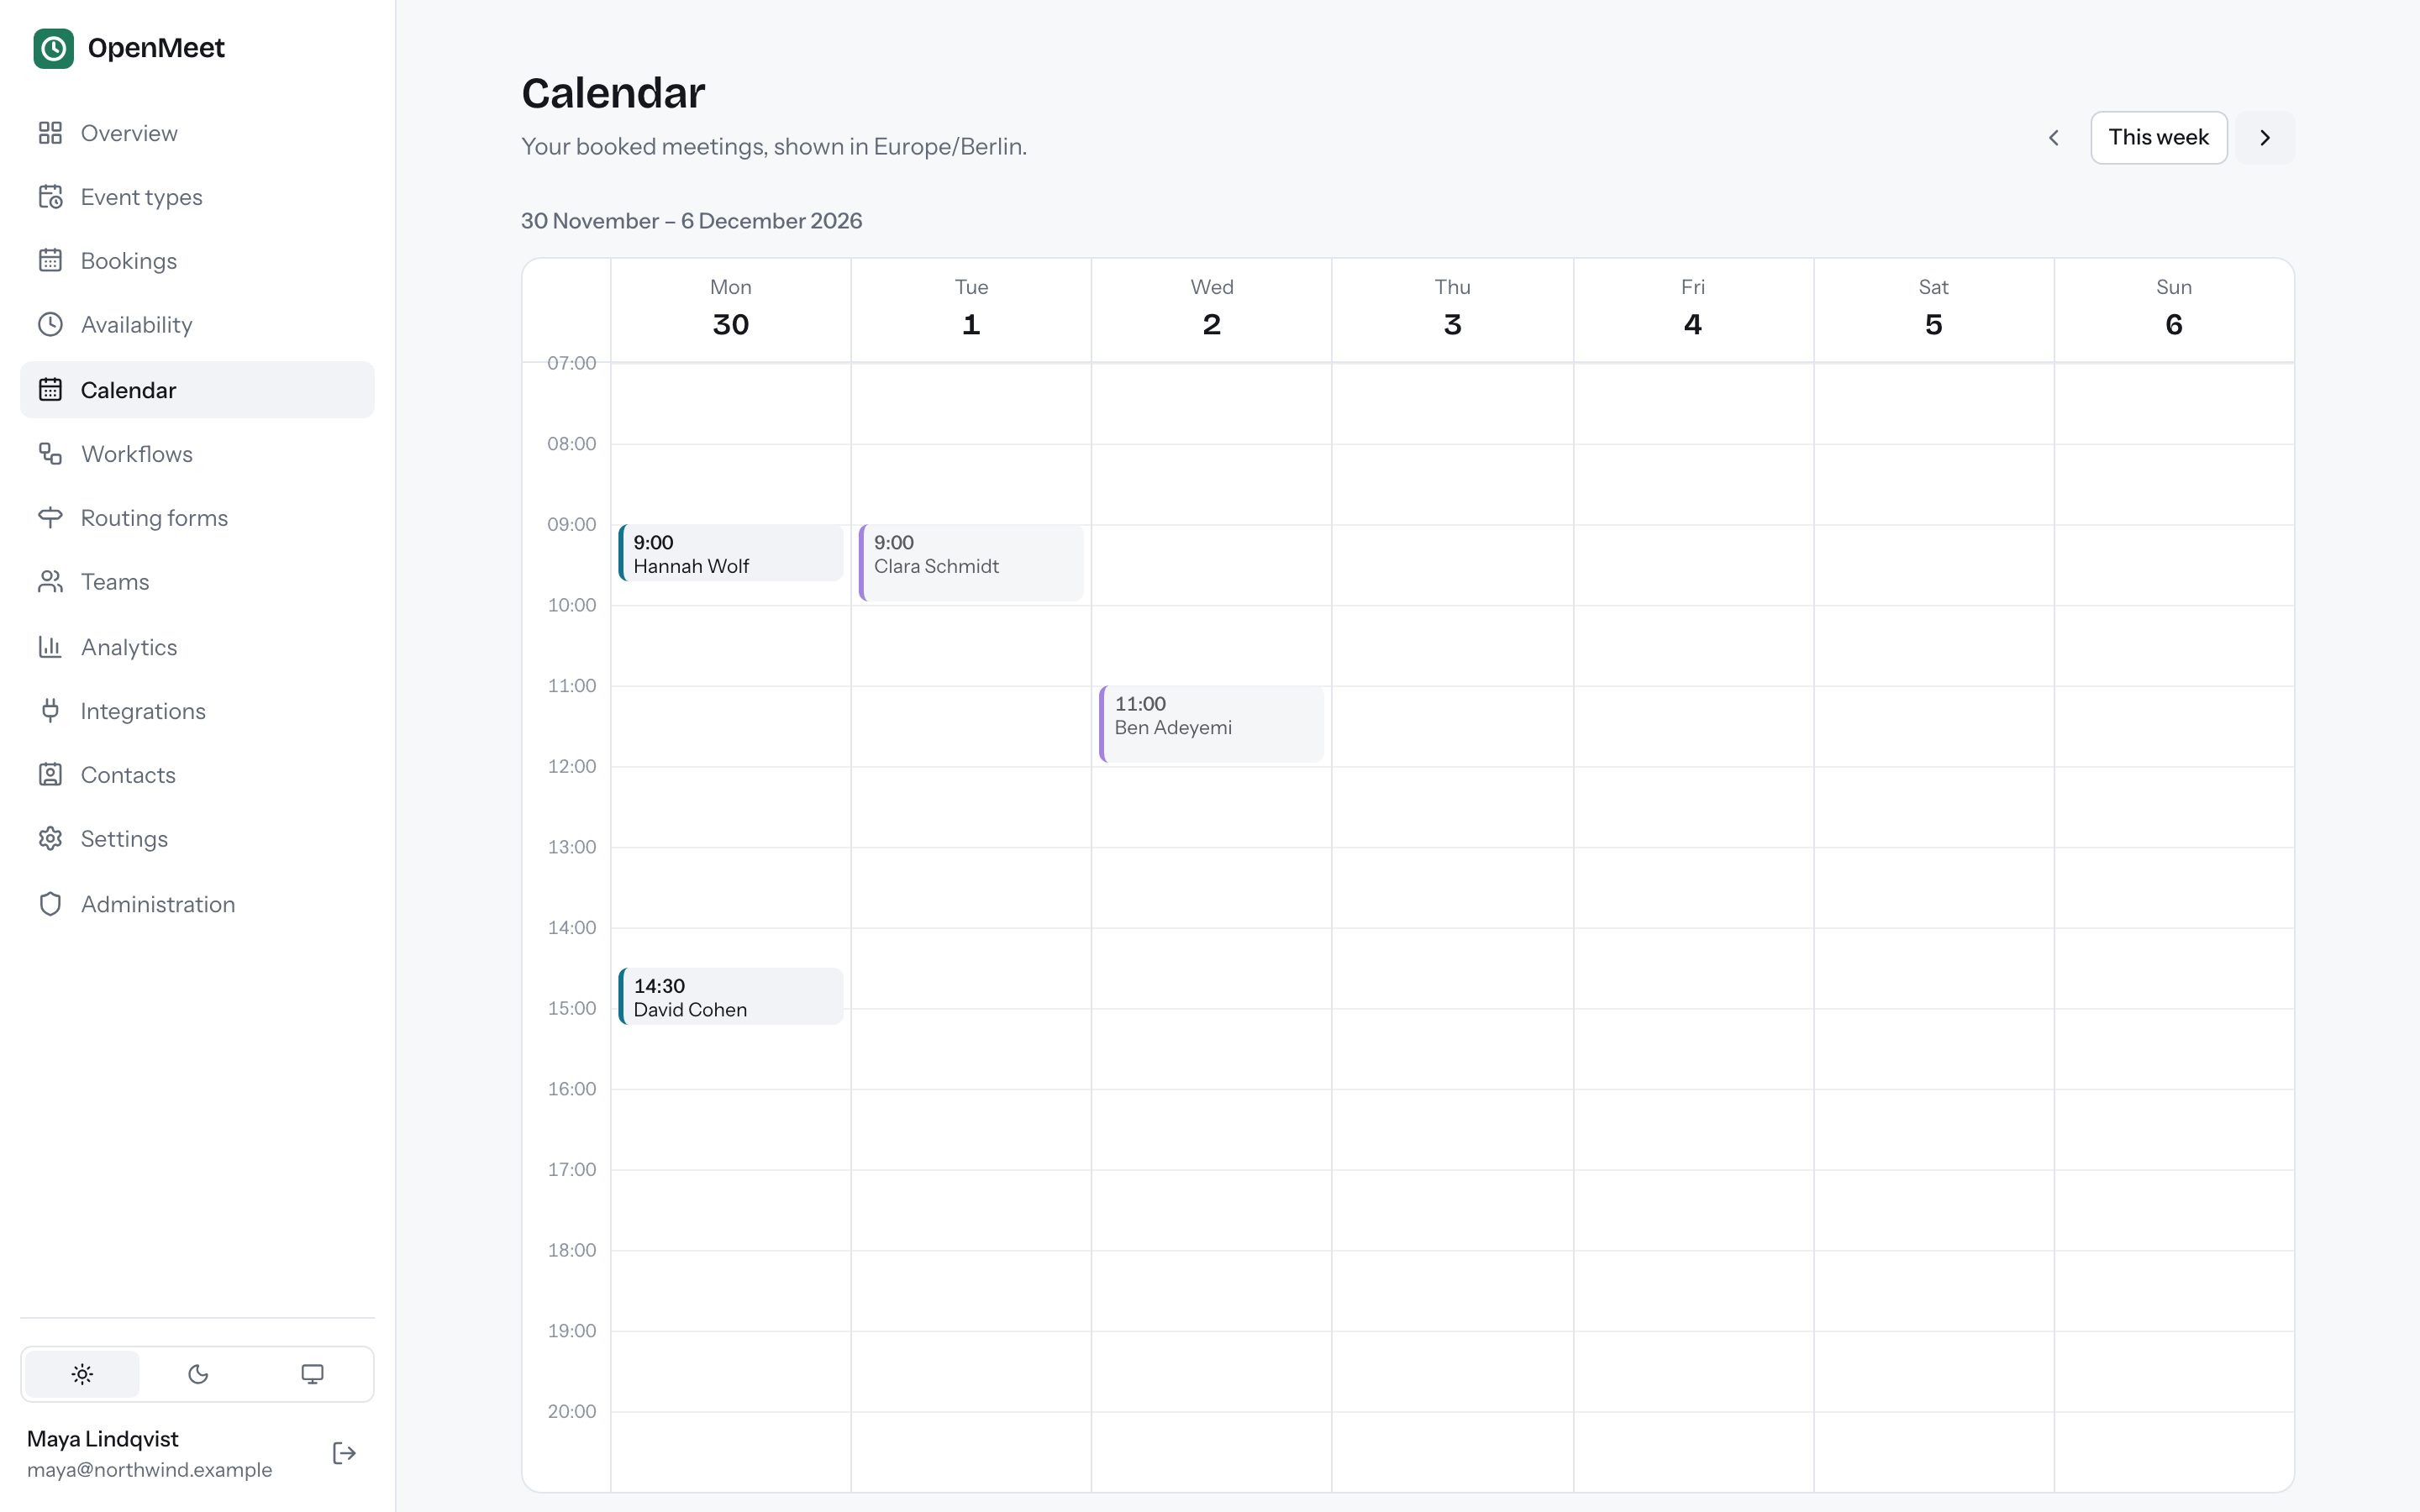 OpenMeet
Overview
Event types
Bookings
Availability
Calendar
Workflows
Routing forms
Teams
Analytics
Integrations
Contacts
Settings
Administration
Maya Lindqvist
maya@northwind.example
Calendar
Your booked meetings, shown in Europe/Berlin.
This week
30 November – 6 December 2026
Mon Tue Wed Thu Fri Sat Sun
30 1 2 3 4 5 6
07:00
08:00
09:00
9:00 9:00
Hannah Wolf Clara Schmidt
10:00
11:00
11:00
Ben Adeyemi
12:00
13:00
14:00
14:30
15:00 David Cohen
16:00
17:00
18:00
19:00
20:00